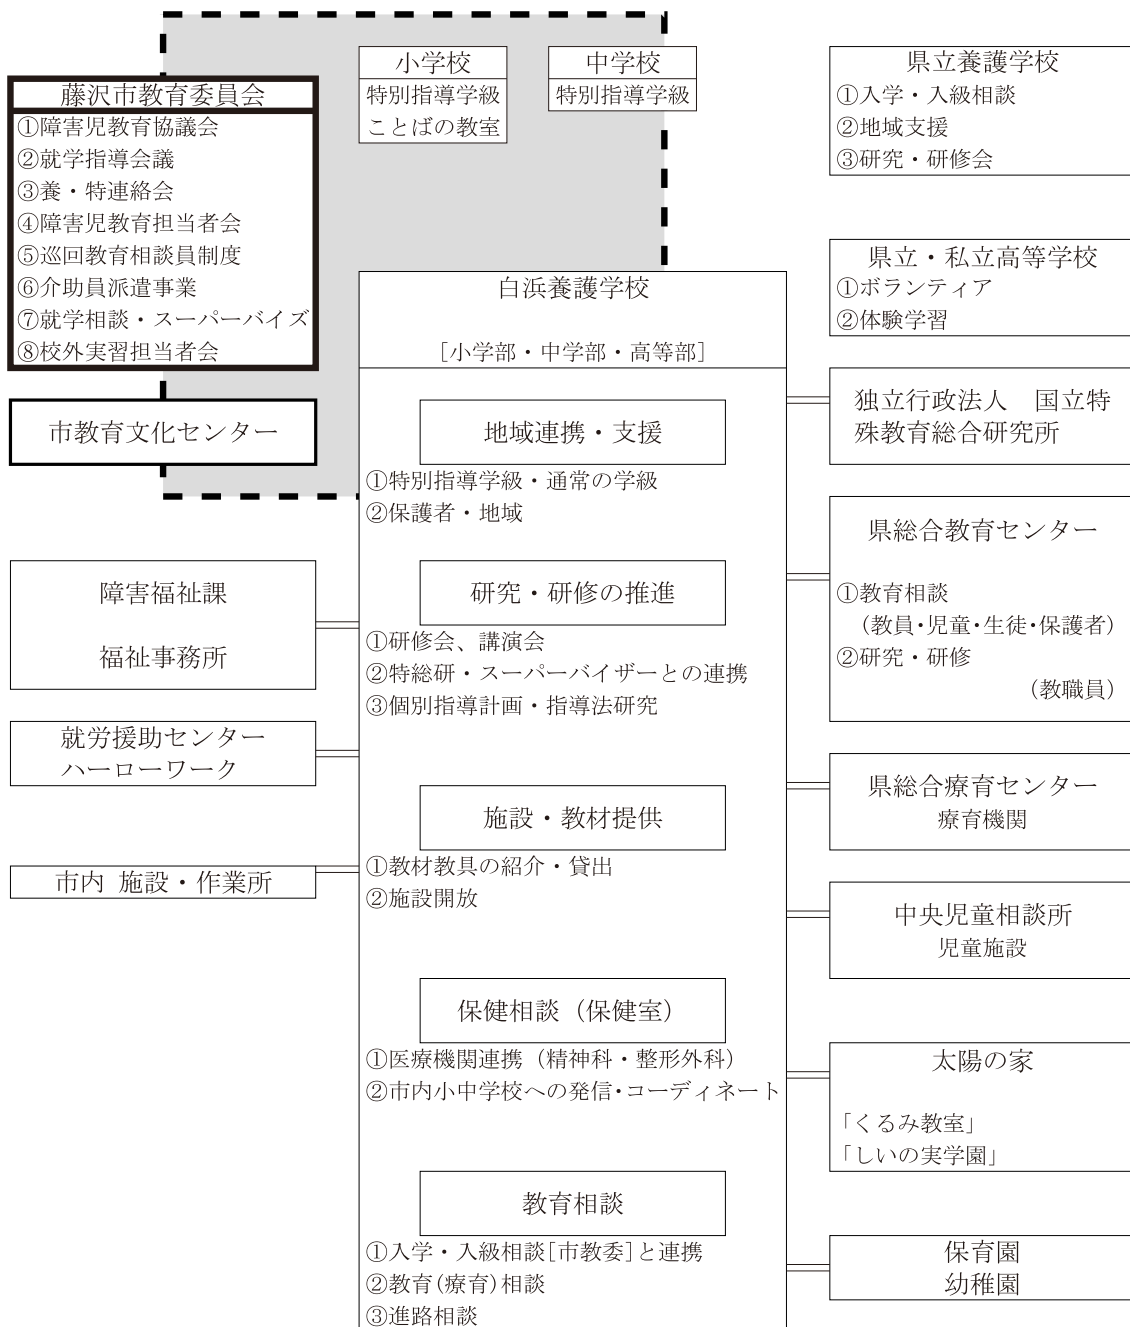 小学校
特別指導学級
ことばの教室
中学校
特別指導学級
藤沢市教育委員会
①障害児教育協議会
②就学指導会議
③養・特連絡会
④障害児教育担当者会
⑤巡回教育相談員制度
⑥介助員派遣事業
⑦就学相談・スーパーバイズ
⑧校外実習担当者会
市教育文化センター
障害福祉課
福祉事務所
就労援助センター
ハーローワーク
市内 施設・作業所
白浜養護学校
[小学部・中学部・高等部]
地域連携・支援
①特別指導学級・通常の学級
②保護者・地域
研究・研修の推進
①研修会、講演会
②特総研・スーパーバイザーとの連携
③個別指導計画・指導法研究
施設・教材提供
①教材教具の紹介・貸出
②施設開放
保健相談（保健室）
①医療機関連携（精神科・整形外科）
②市内小中学校への発信・コーディネート
教育相談
①入学・入級相談[市教委]と連携
②教育(療育)相談
③進路相談
県立養護学校
①入学・入級相談
②地域支援
③研究・研修会
県立・私立高等学校
①ボランティア
②体験学習
独立行政法人　国立特
殊教育総合研究所
県総合教育センター
①教育相談
（教員・児童・生徒・保護者）
②研究・研修
（教職員）
県総合療育センター
療育機関
中央児童相談所
児童施設
太陽の家
「くるみ教室」
「しいの実学園」
保育園
幼稚園